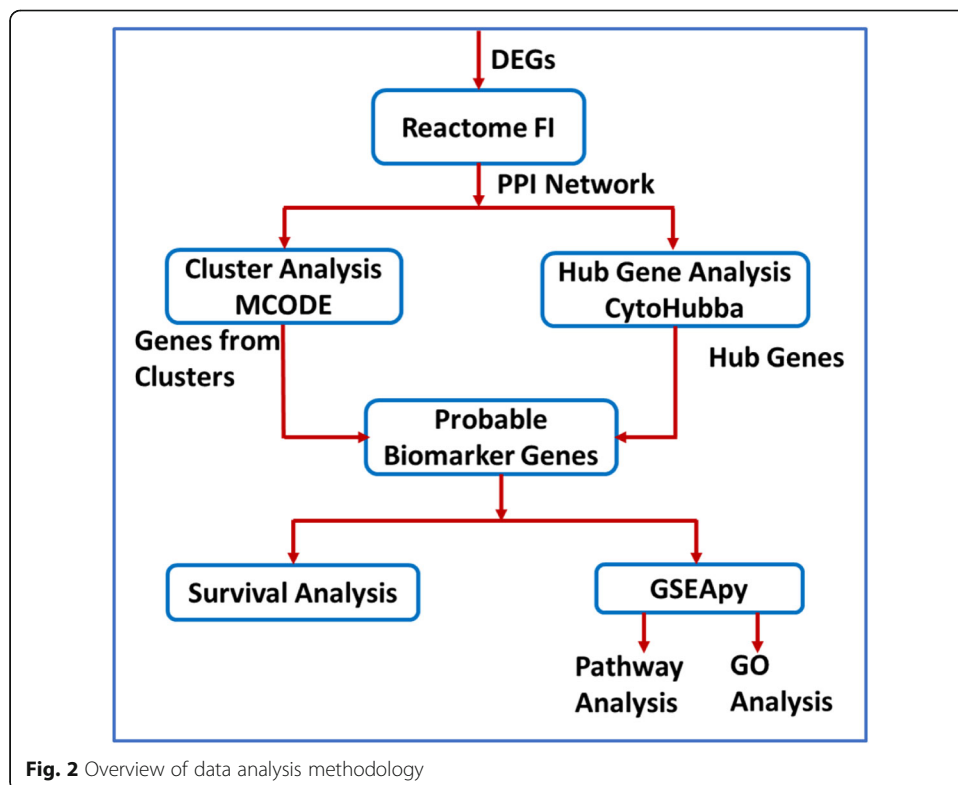 DEGs
Reactome FI
PPI Network
Cluster Analysis
MCODE
Hub Gene Analysis
CytoHubba
Genes from
Clusters
Hub Genes
Probable
Biomarker Genes
Survival Analysis
GSEApy
Pathway
Analysis
GO
Analysis
Fig. 2 Overview of data analysis methodology